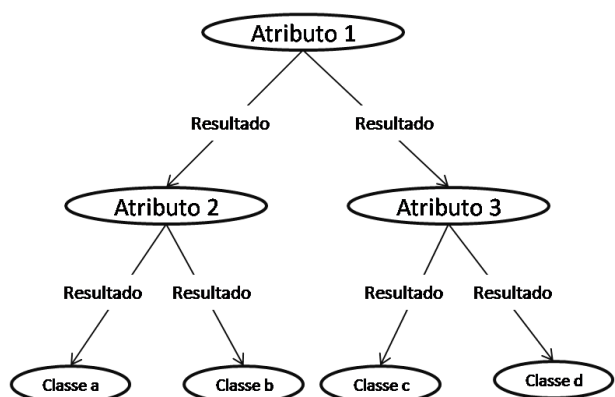 Atributo 1
Resultado
Resultado
Atributo 2
Atributo 3
Resultado
Resultado
Resultado
Resultado
Classe a
Classe b
Classe c
Classe d